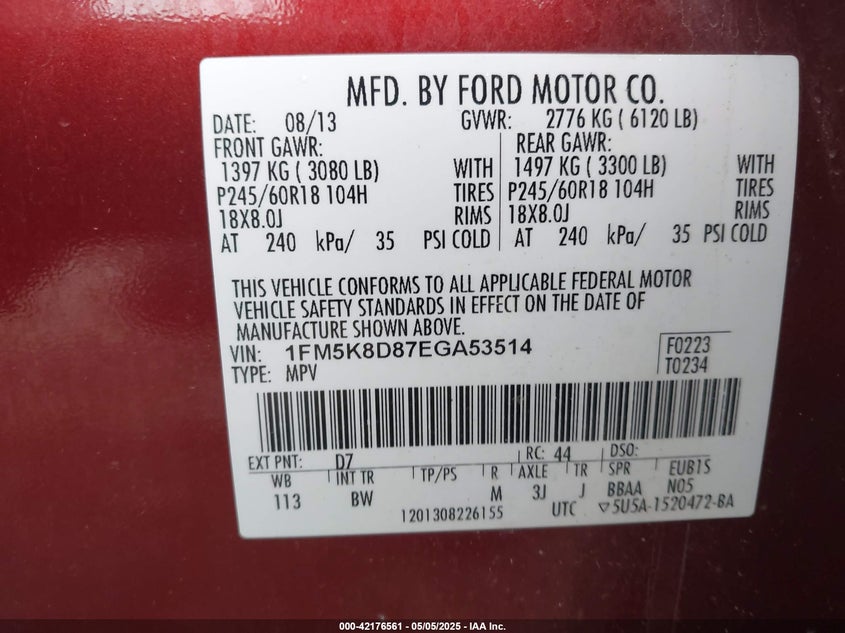 MFD. BY FORD MOTOR CO.
DATE: 08/13 GVWR: 2776 KG ( 6120 LB)
FRONT GAWR: REAR GAWR:
1397 KG ( 3080 LB) WITH 1497 KG ( 3300 LB) WITH
P245/60R18 104H TIRES P245/60R18 104H TIRES
18X8.0J RIMS 18X8.0J RIMS
AT 240 kPa/ 35 PSI COLD AT 240 kPa/ 35 PSI COLD
THIS VEHICLE CONFORMS TO ALL APPLICABLE FEDERAL MOTOR
VEHICLE SAFETY STANDARDS IN EFFECT ON THE DATE OF
MANUFACTURE SHOWN ABOVE.
VIN: 1FM5K8D87EGA53514 F0223
TYPE: MPV T0234
EXT PNT: D7 RC: 44 DSO:
WB INT TR TP/PS R AXLE TR SPR EUB1S
113 BW M 3J J BBAA N05
1201308226155 UTC ▽5U5A-1520472-BA
000-42176561 — 05/05/2025 - IAA Inc.